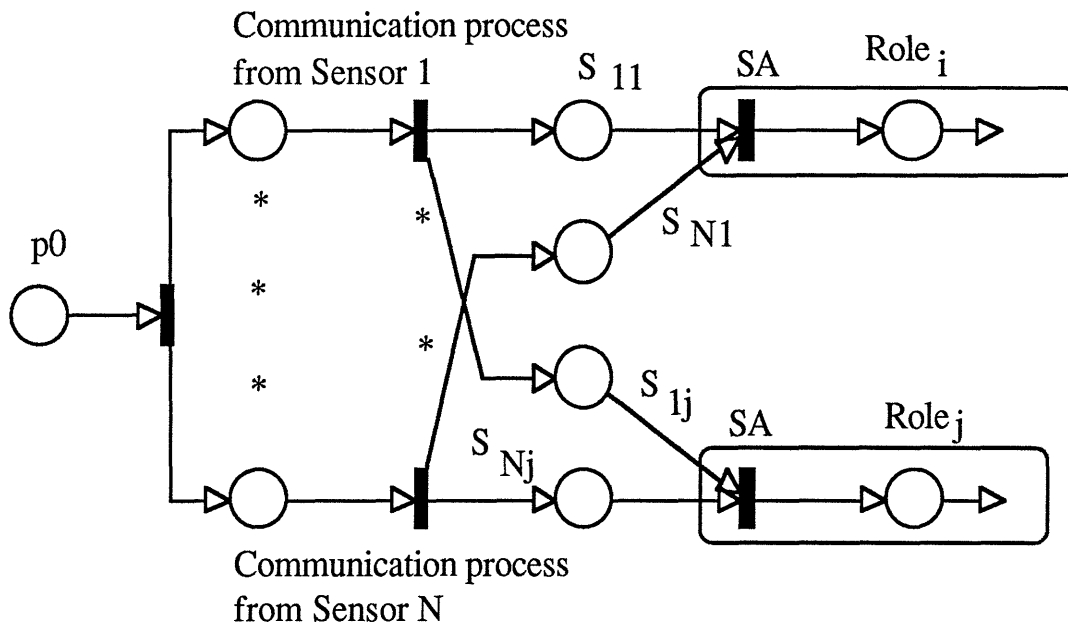 Communication process
from Sensor 1
S 11
SA
Role i
*
*
S N1
p0
*
*
*
S 1j
Role j
SA
S Nj
Communication process
from Sensor N